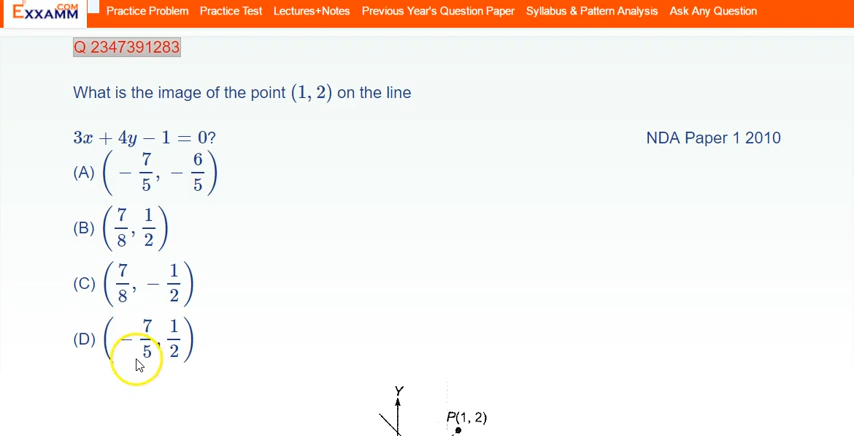 EXXAMM .COM Practice Problem Practice Test Lectures+Notes Previous Year's Question Paper Syllabus & Pattern Analysis Ask Any Question
Q 2347391283
What is the image of the point (1, 2) on the line
3x + 4y − 1 = 0? NDA Paper 1 2010
(A) (−7/5, −6/5)
(B) (7/8, 1/2)
(C) (7/8, −1/2)
(D) (−7/5, 1/2)
Y
P(1, 2)